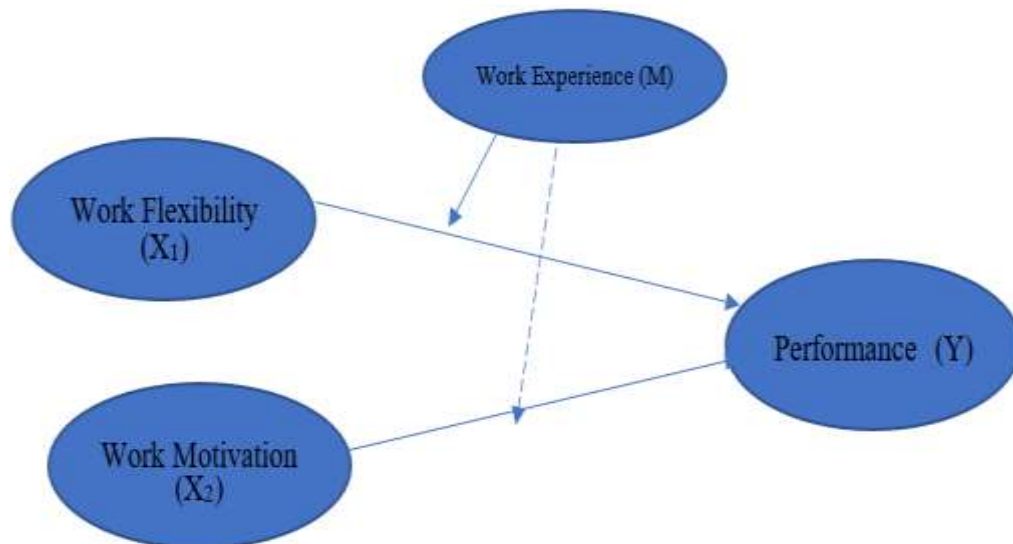 Work Experience (M)
Work Flexibility
(X₁)
Performance (Y)
Work Motivation
(X₂)